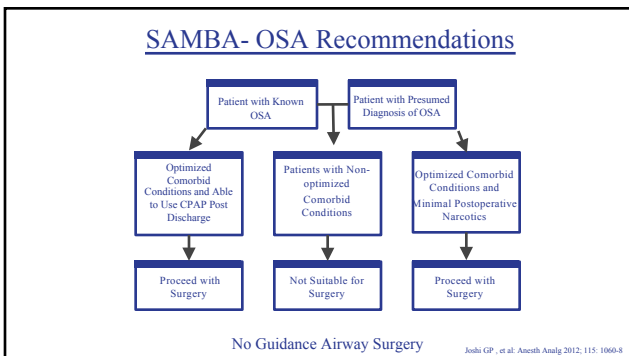 SAMBA- OSA Recommendations
Patient with Known
OSA
Patient with Presumed
Diagnosis of OSA
Optimized
Comorbid
Conditions and Able
to Use CPAP Post
Discharge
Patients with Non-
optimized
Comorbid
Conditions
Optimized Comorbid
Conditions and
Minimal Postoperative
Narcotics
Proceed with
Surgery
Not Suitable for
Surgery
Proceed with
Surgery
No Guidance Airway Surgery
Joshi GP , et al: Anesth Analg 2012; 115: 1060-8